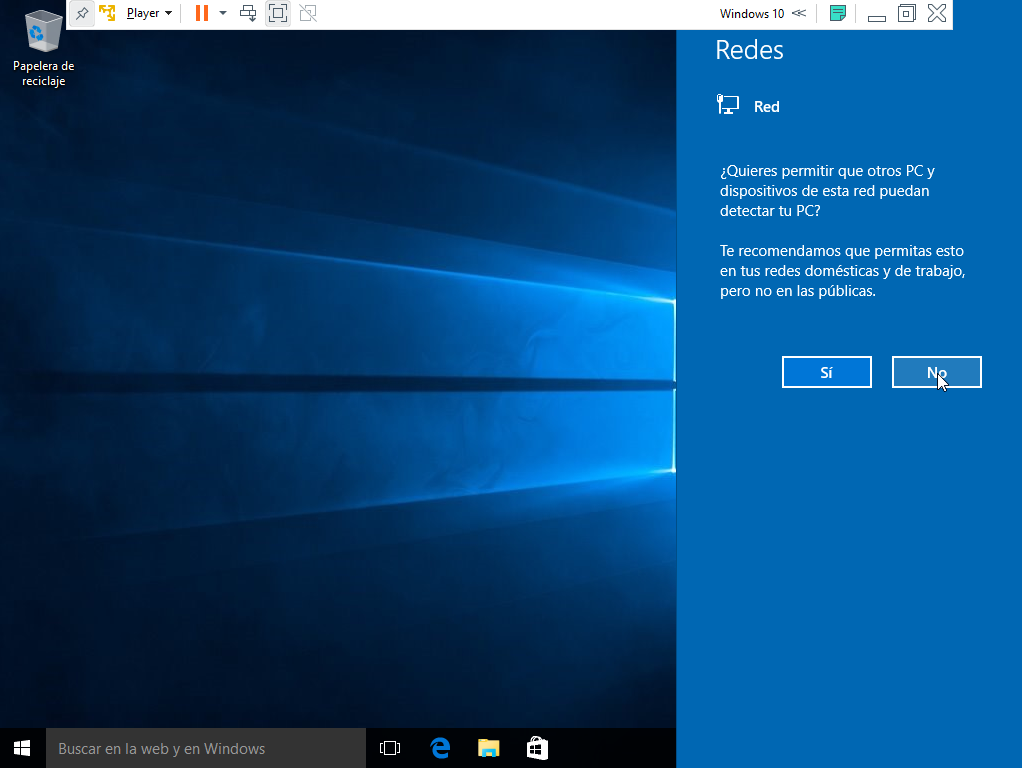 Player
Windows 10
Papelera de
reciclaje
Redes
Red
¿Quieres permitir que otros PC y
dispositivos de esta red puedan
detectar tu PC?
Te recomendamos que permitas esto
en tus redes domésticas y de trabajo,
pero no en las públicas.
Sí
No
Buscar en la web y en Windows